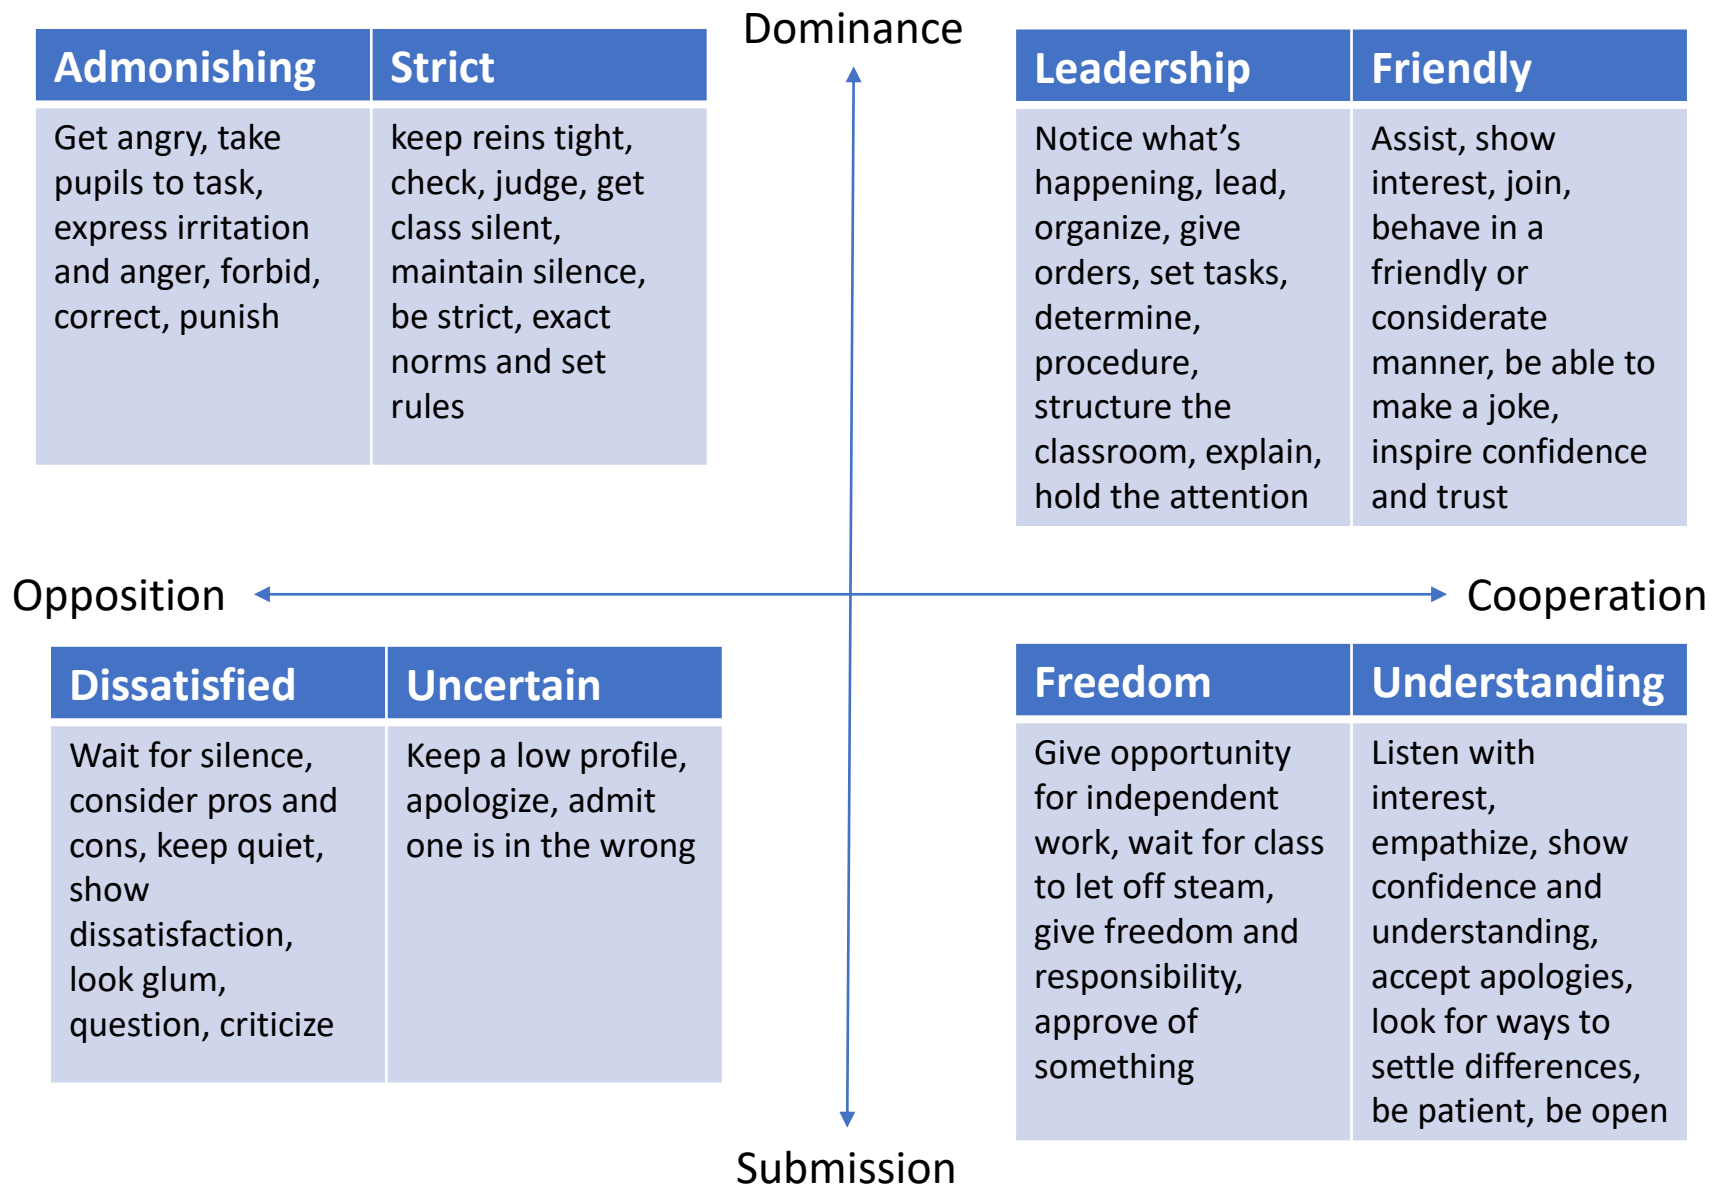 Dominance
Admonishing
Get angry, take
pupils to task,
express irritation
and anger, forbid,
correct, punish
Strict
keep reins tight,
check, judge, get
class silent,
maintain silence,
be strict, exact
norms and set
rules
Leadership
Notice what’s
happening, lead,
organize, give
orders, set tasks,
determine,
procedure,
structure the
classroom, explain,
hold the attention
Friendly
Assist, show
interest, join,
behave in a
friendly or
considerate
manner, be able to
make a joke,
inspire confidence
and trust
Opposition
Cooperation
Dissatisfied
Wait for silence,
consider pros and
cons, keep quiet,
show
dissatisfaction,
look glum,
question, criticize
Uncertain
Keep a low profile,
apologize, admit
one is in the wrong
Freedom
Give opportunity
for independent
work, wait for class
to let off steam,
give freedom and
responsibility,
approve of
something
Understanding
Listen with
interest,
empathize, show
confidence and
understanding,
accept apologies,
look for ways to
settle differences,
be patient, be open
Submission